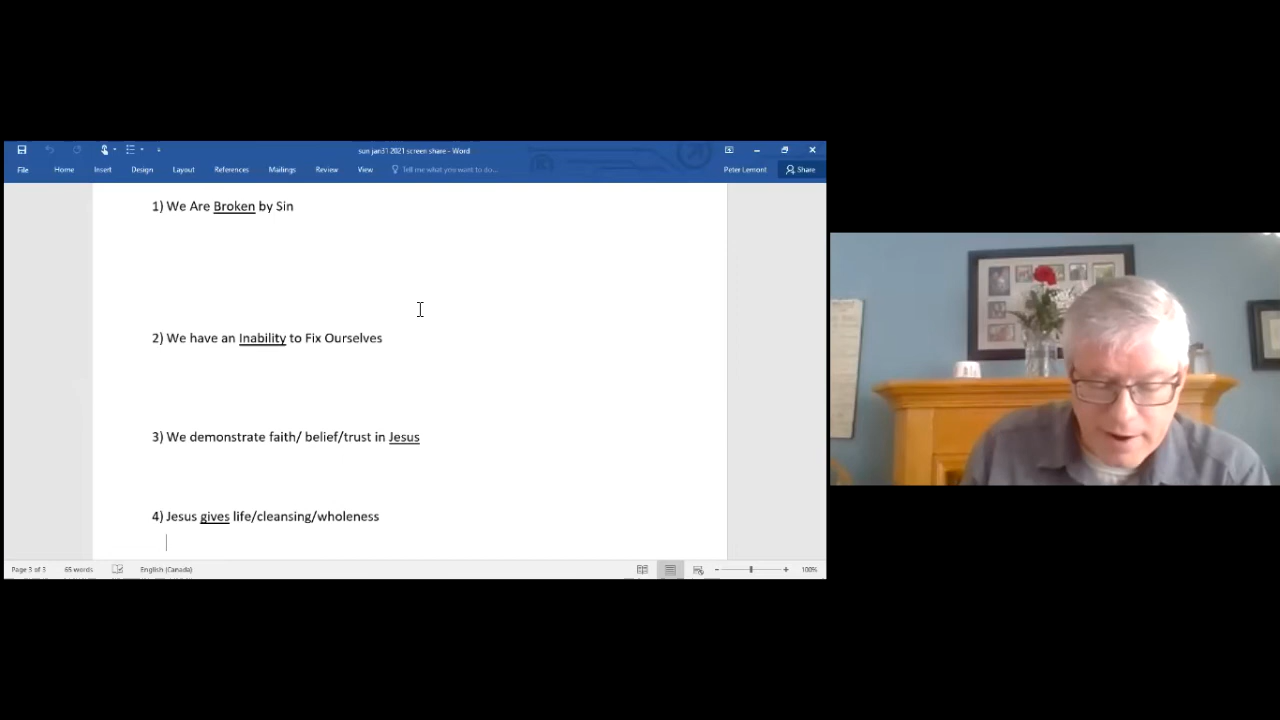 sun jan31 2021 screen share - Word
File Home Insert Design Layout References Mailings Review View Tell me what you want to do... Peter Lemont Share
1) We Are Broken by Sin
2) We have an Inability to Fix Ourselves
3) We demonstrate faith/ belief/trust in Jesus
4) Jesus gives life/cleansing/wholeness
Page 3 of 3 65 words English (Canada) 100%